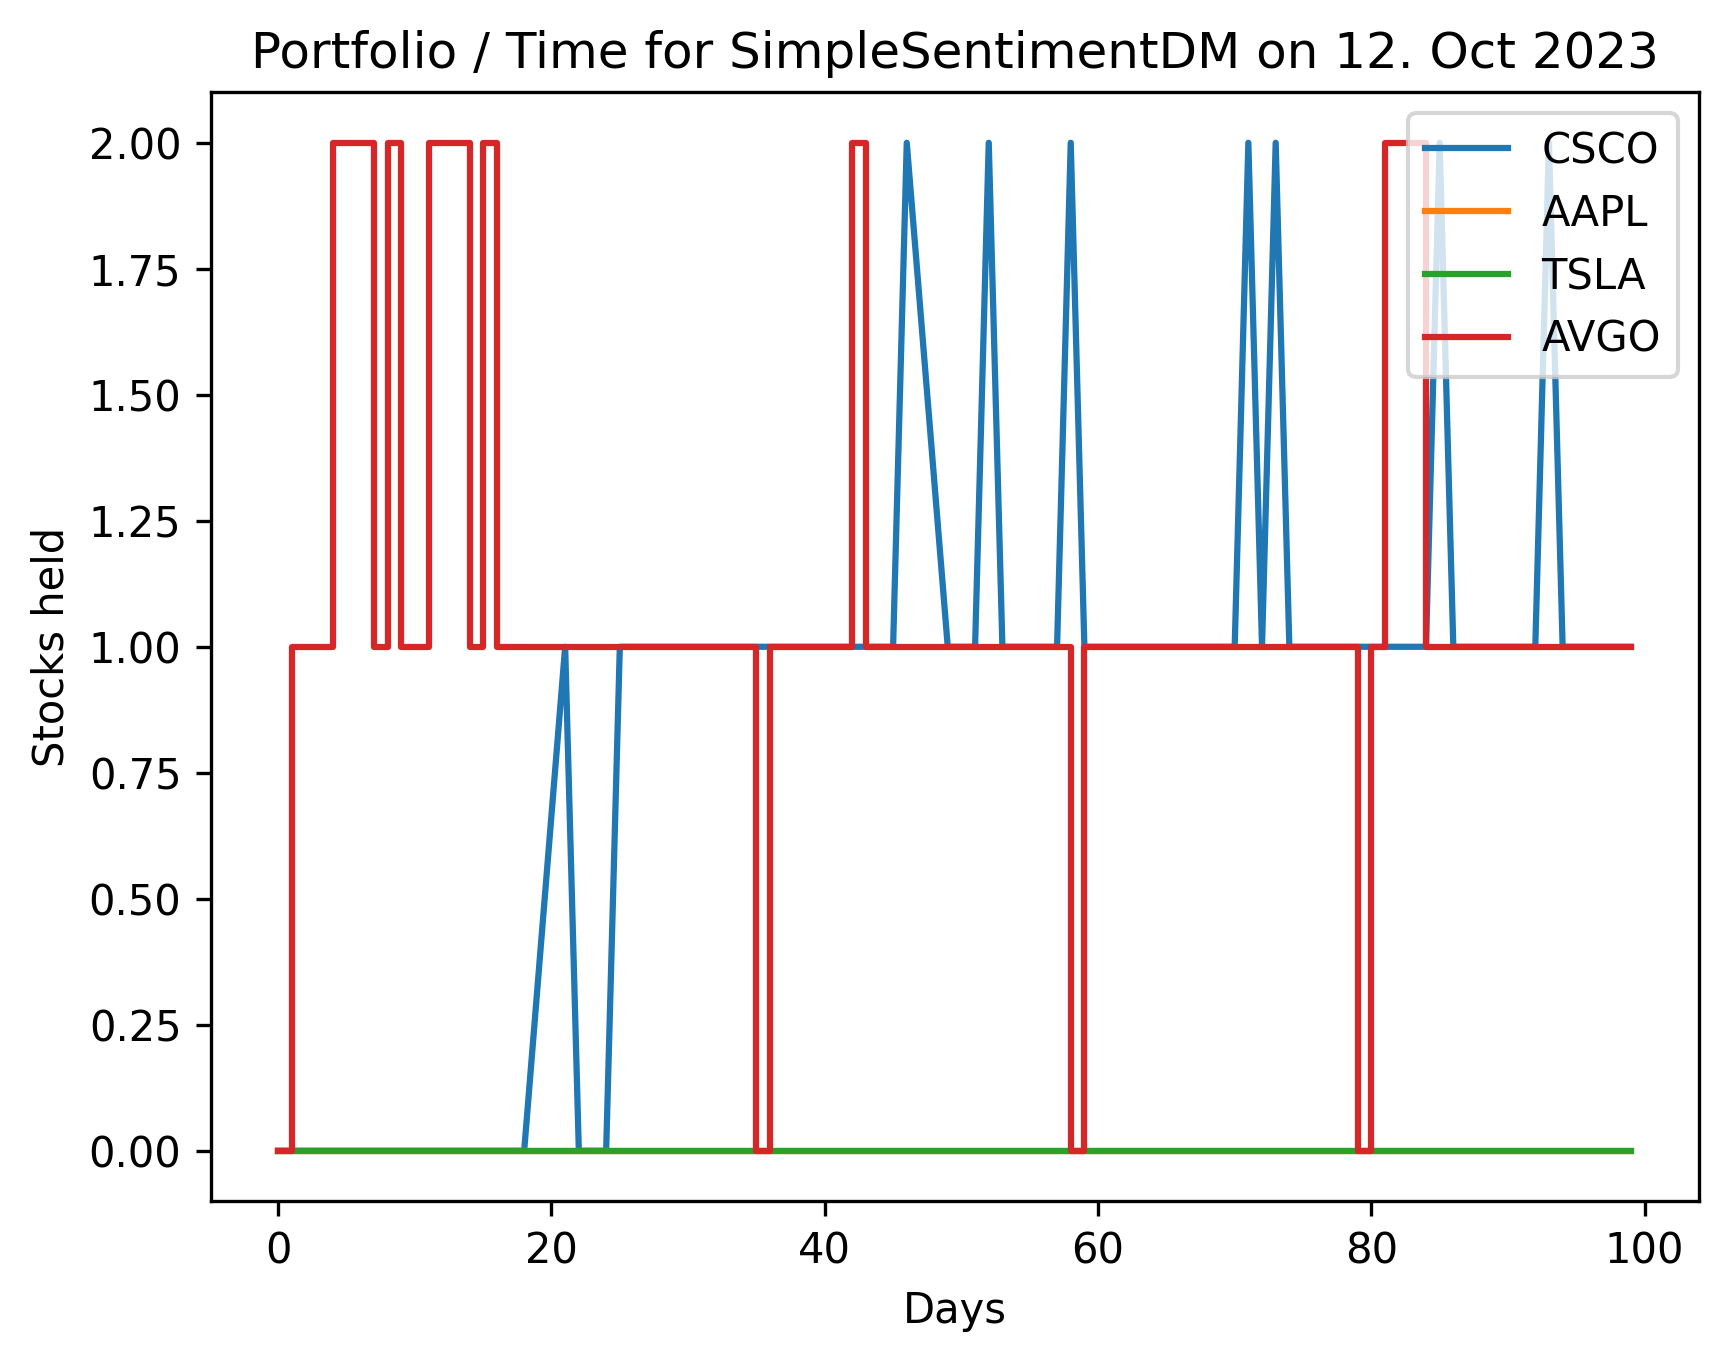 Portfolio / Time for SimpleSentimentDM on 12. Oct 2023
2.00
1.75
1.50
1.25
1.00
0.75
0.50
0.25
0.00
Stocks held
CSCO
AAPL
TSLA
AVGO
0 20 40 60 80 100
Days